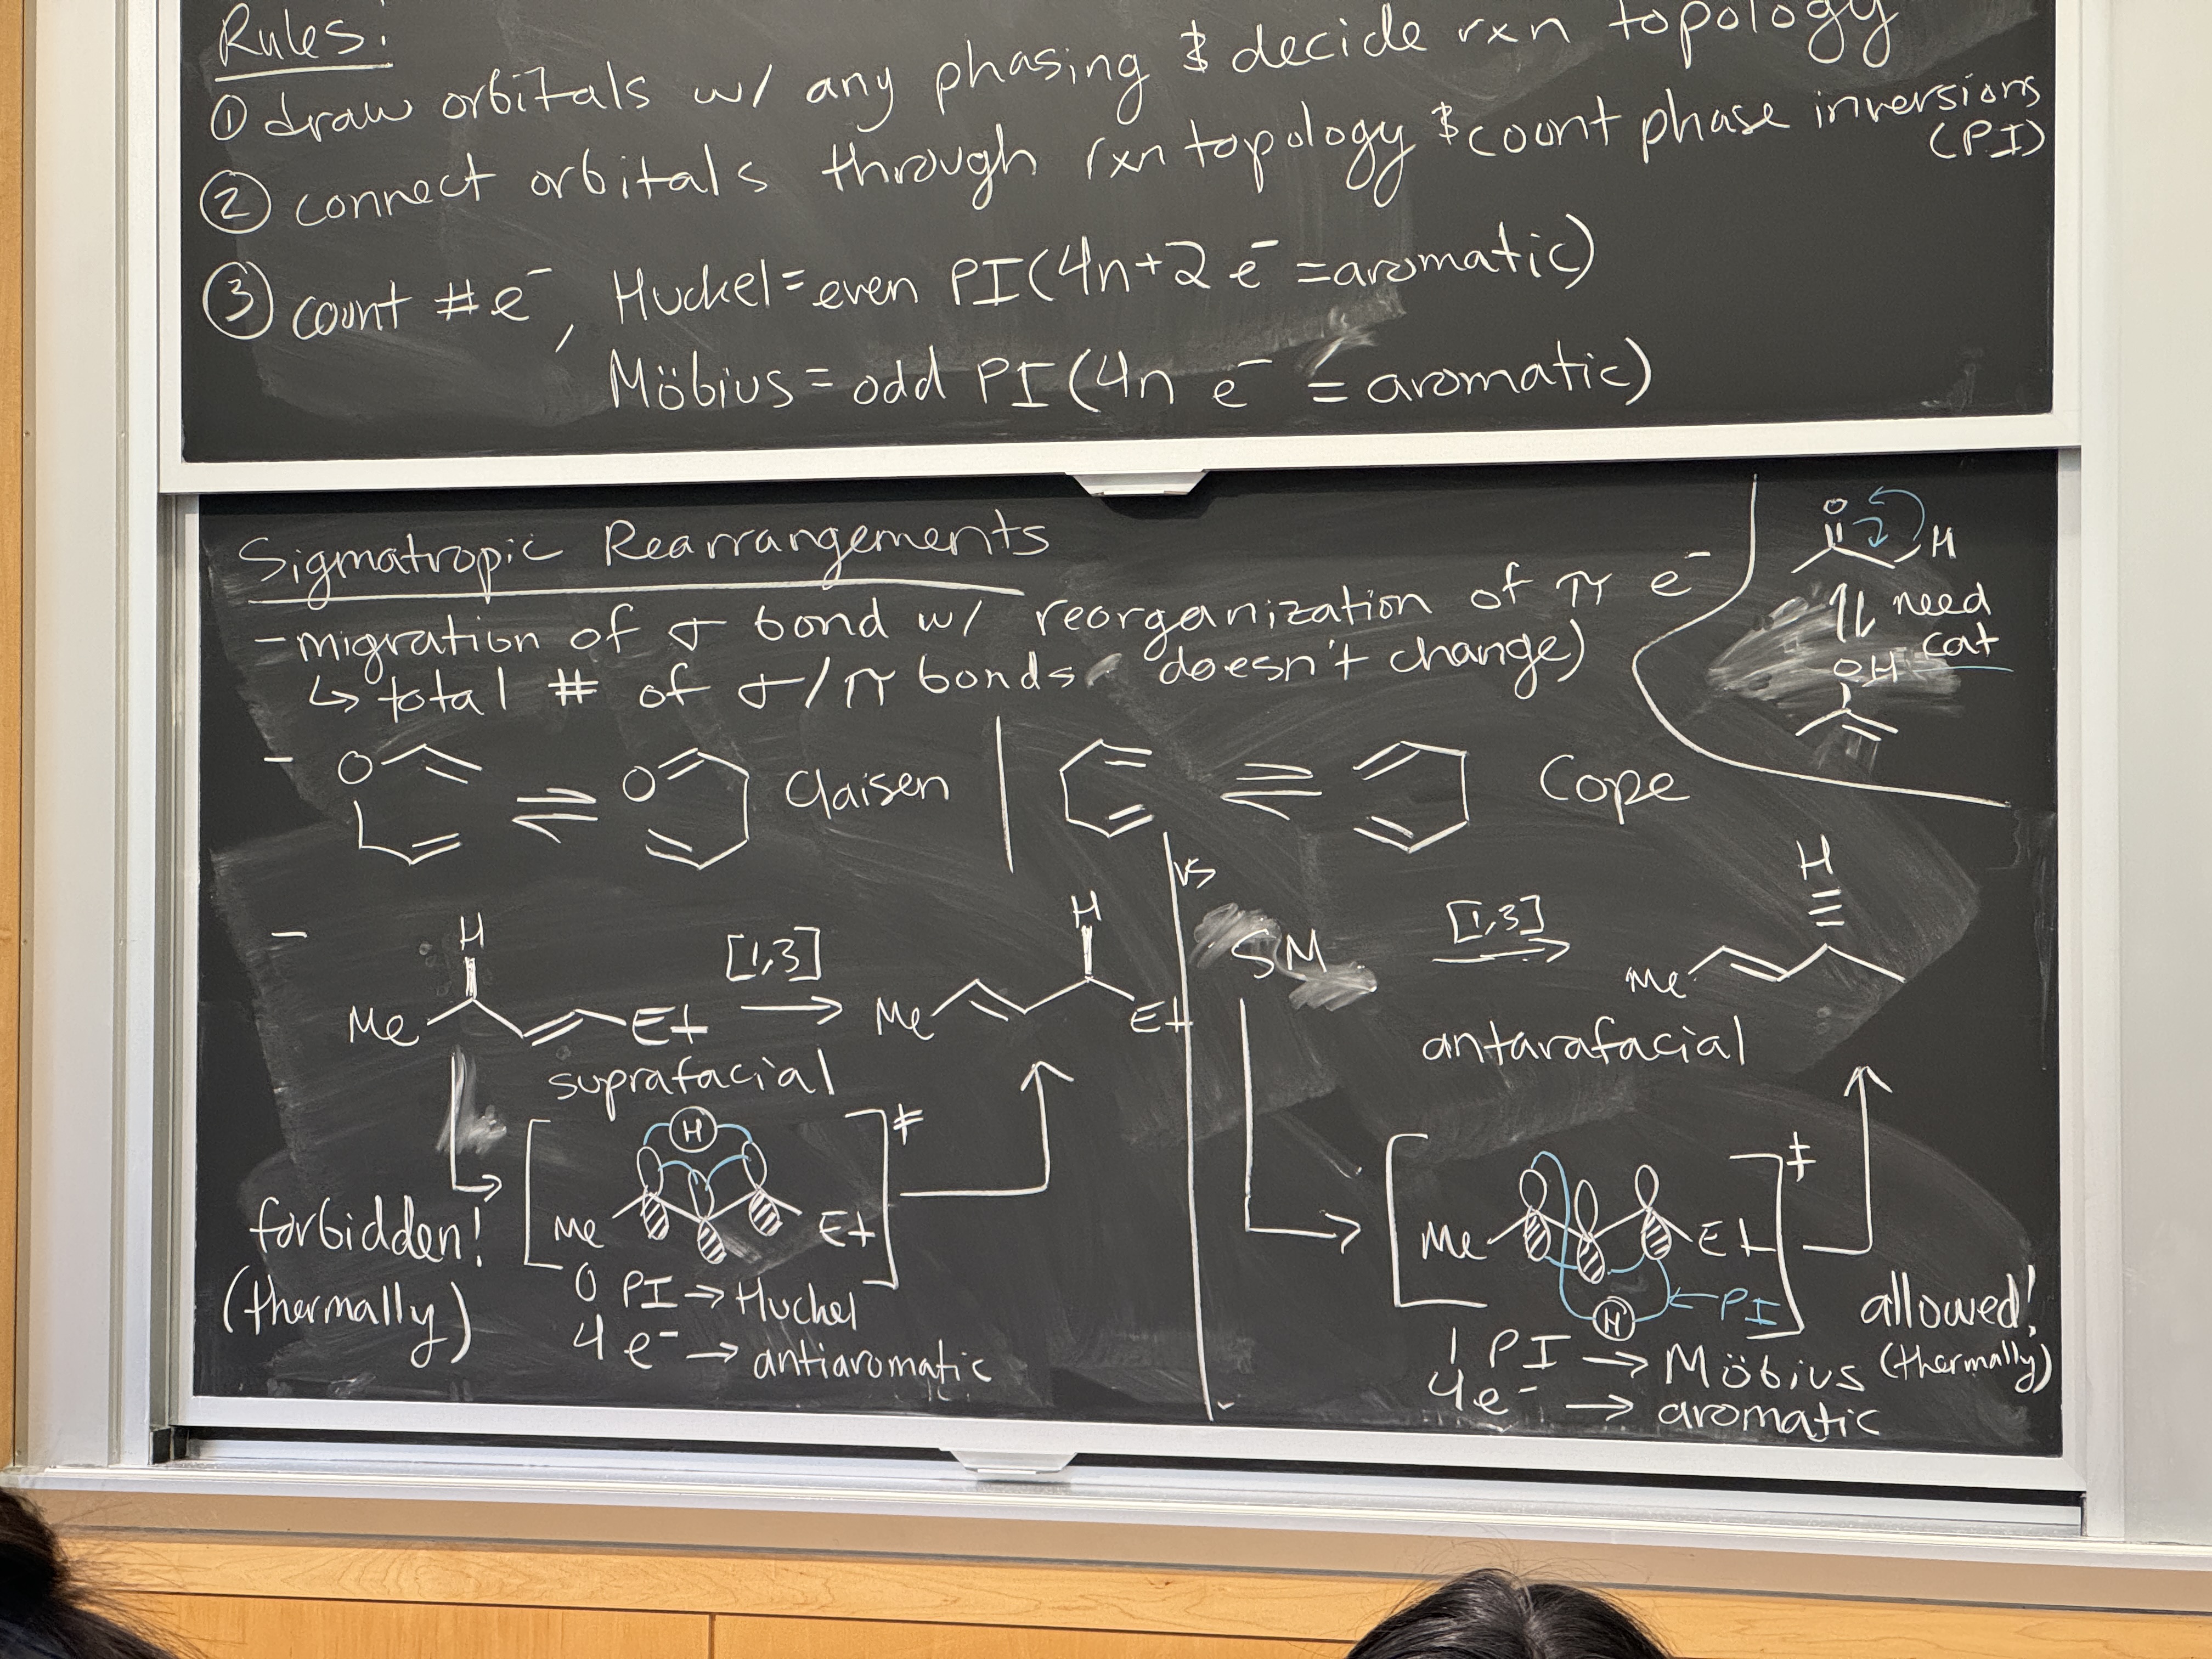 Rules:
① draw orbitals w/ any phasing & decide rxn topology
② connect orbitals through rxn topology & count phase inversions
(PI)
③ count # e⁻, Huckel = even PI (4n+2 e⁻ = aromatic)
Möbius = odd PI (4n e⁻ = aromatic)
Sigmatropic Rearrangements
- migration of σ bond w/ reorganization of π e⁻
↳ total # of σ/π bonds doesn't change)
O
H
⇌ need
cat
OH
- O ⇌ O Claisen
⇌ Cope
- H
Me Et
[1,3]
→
H
Me Et
suprafacial
vs
SM
[1,3]
→
H
Me
antarafacial
forbidden!
(thermally)
[ H ]‡
Me Et
0 PI → Huckel
4 e⁻ → antiaromatic
[ Me Et ]‡
H ← PI
1 PI → Möbius
4e⁻ → aromatic
allowed!
(thermally)